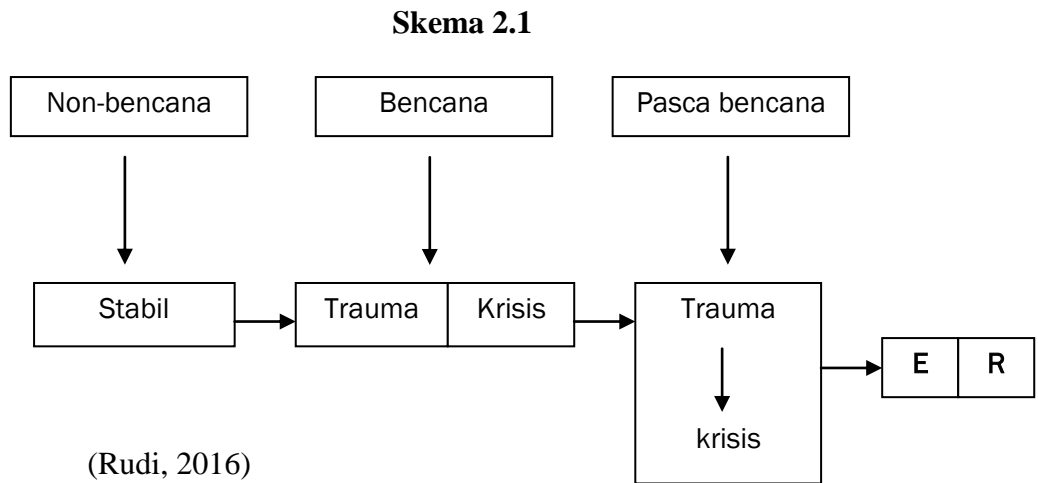 Skema 2.1
Non-bencana Bencana Pasca bencana
Stabil Trauma Krisis Trauma
E R
krisis
(Rudi, 2016)